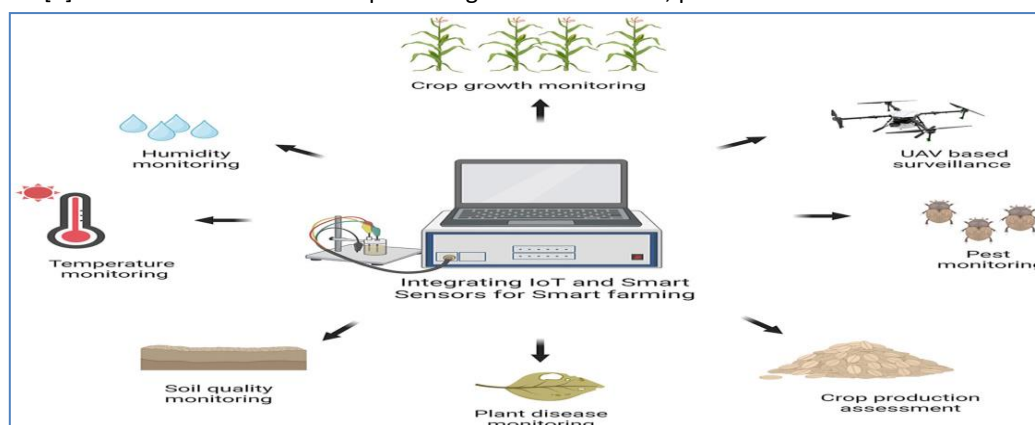 Crop growth monitoring
Humidity
monitoring
UAV based
surveillance
Temperature
monitoring
Pest
monitoring
Integrating IoT and Smart
Sensors for Smart farming
Soil quality
monitoring
Plant disease
monitoring
Crop production
assessment